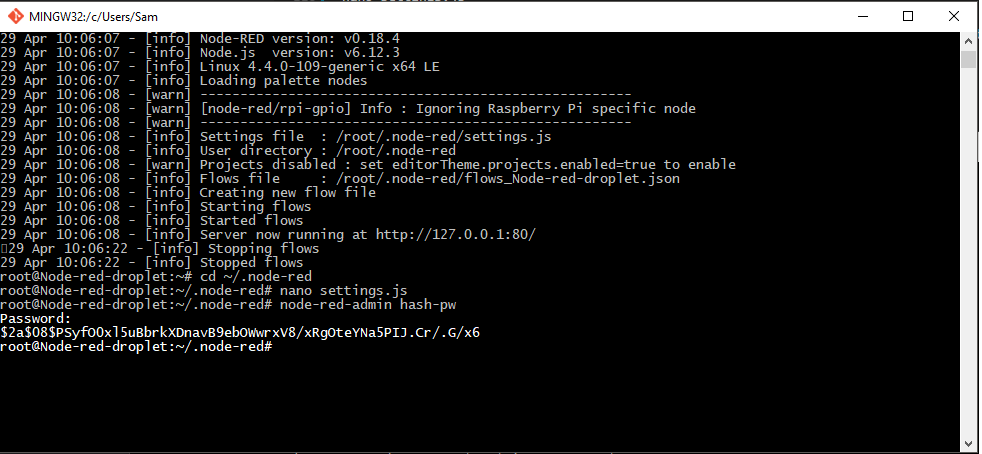 MINGW32:/c/Users/Sam
29 Apr 10:06:07 - [info] Node-RED version: v0.18.4
29 Apr 10:06:07 - [info] Node.js  version: v6.12.3
29 Apr 10:06:07 - [info] Linux 4.4.0-109-generic x64 LE
29 Apr 10:06:07 - [info] Loading palette nodes
29 Apr 10:06:08 - [warn] ------------------------------------------------------
29 Apr 10:06:08 - [warn] [node-red/rpi-gpio] Info : Ignoring Raspberry Pi specific node
29 Apr 10:06:08 - [warn] ------------------------------------------------------
29 Apr 10:06:08 - [info] Settings file  : /root/.node-red/settings.js
29 Apr 10:06:08 - [info] User directory : /root/.node-red
29 Apr 10:06:08 - [warn] Projects disabled : set editorTheme.projects.enabled=true to enable
29 Apr 10:06:08 - [info] Flows file     : /root/.node-red/flows_Node-red-droplet.json
29 Apr 10:06:08 - [info] Creating new flow file
29 Apr 10:06:08 - [info] Starting flows
29 Apr 10:06:08 - [info] Started flows
29 Apr 10:06:08 - [info] Server now running at http://127.0.0.1:80/
29 Apr 10:06:22 - [info] Stopping flows
29 Apr 10:06:22 - [info] Stopped flows
root@Node-red-droplet:~# cd ~/.node-red
root@Node-red-droplet:~/.node-red# nano settings.js
root@Node-red-droplet:~/.node-red# node-red-admin hash-pw
Password:
$2a$08$PSyfOOxl5uBbrkXDnavB9ebOWwrxV8/xRgOteYNa5PIJ.Cr/.G/x6
root@Node-red-droplet:~/.node-red#